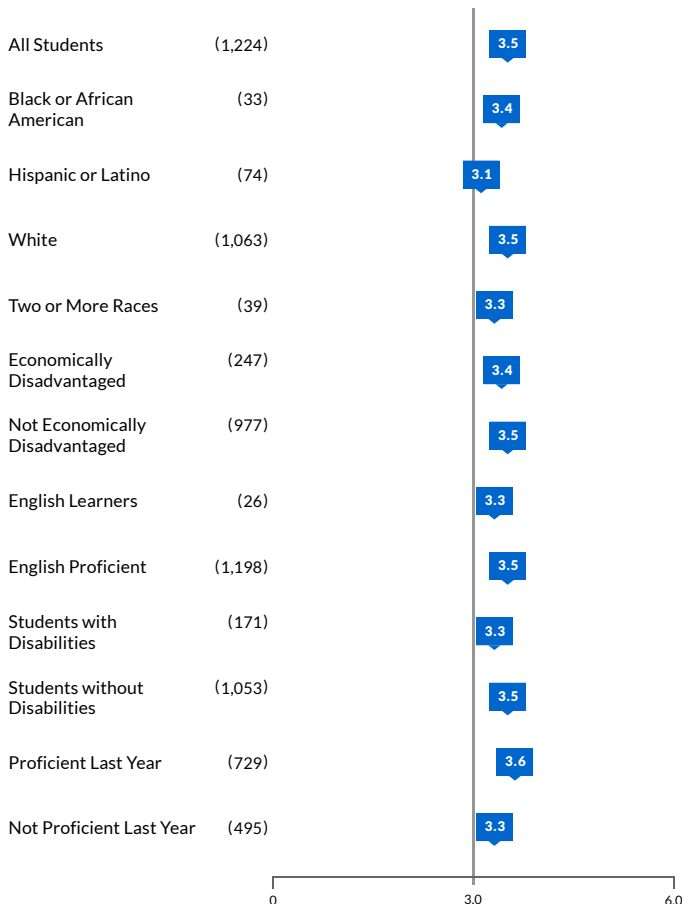 All Students (1,224) 3.5
Black or African (33)
American 3.4
Hispanic or Latino (74) 3.1
White (1,063) 3.5
Two or More Races (39) 3.3
Economically (247)
Disadvantaged 3.4
Not Economically (977)
Disadvantaged 3.5
English Learners (26) 3.3
English Proficient (1,198) 3.5
Students with (171)
Disabilities 3.3
Students without (1,053)
Disabilities 3.5
Proficient Last Year (729) 3.6
Not Proficient Last Year (495) 3.3
0 3.0 6.0